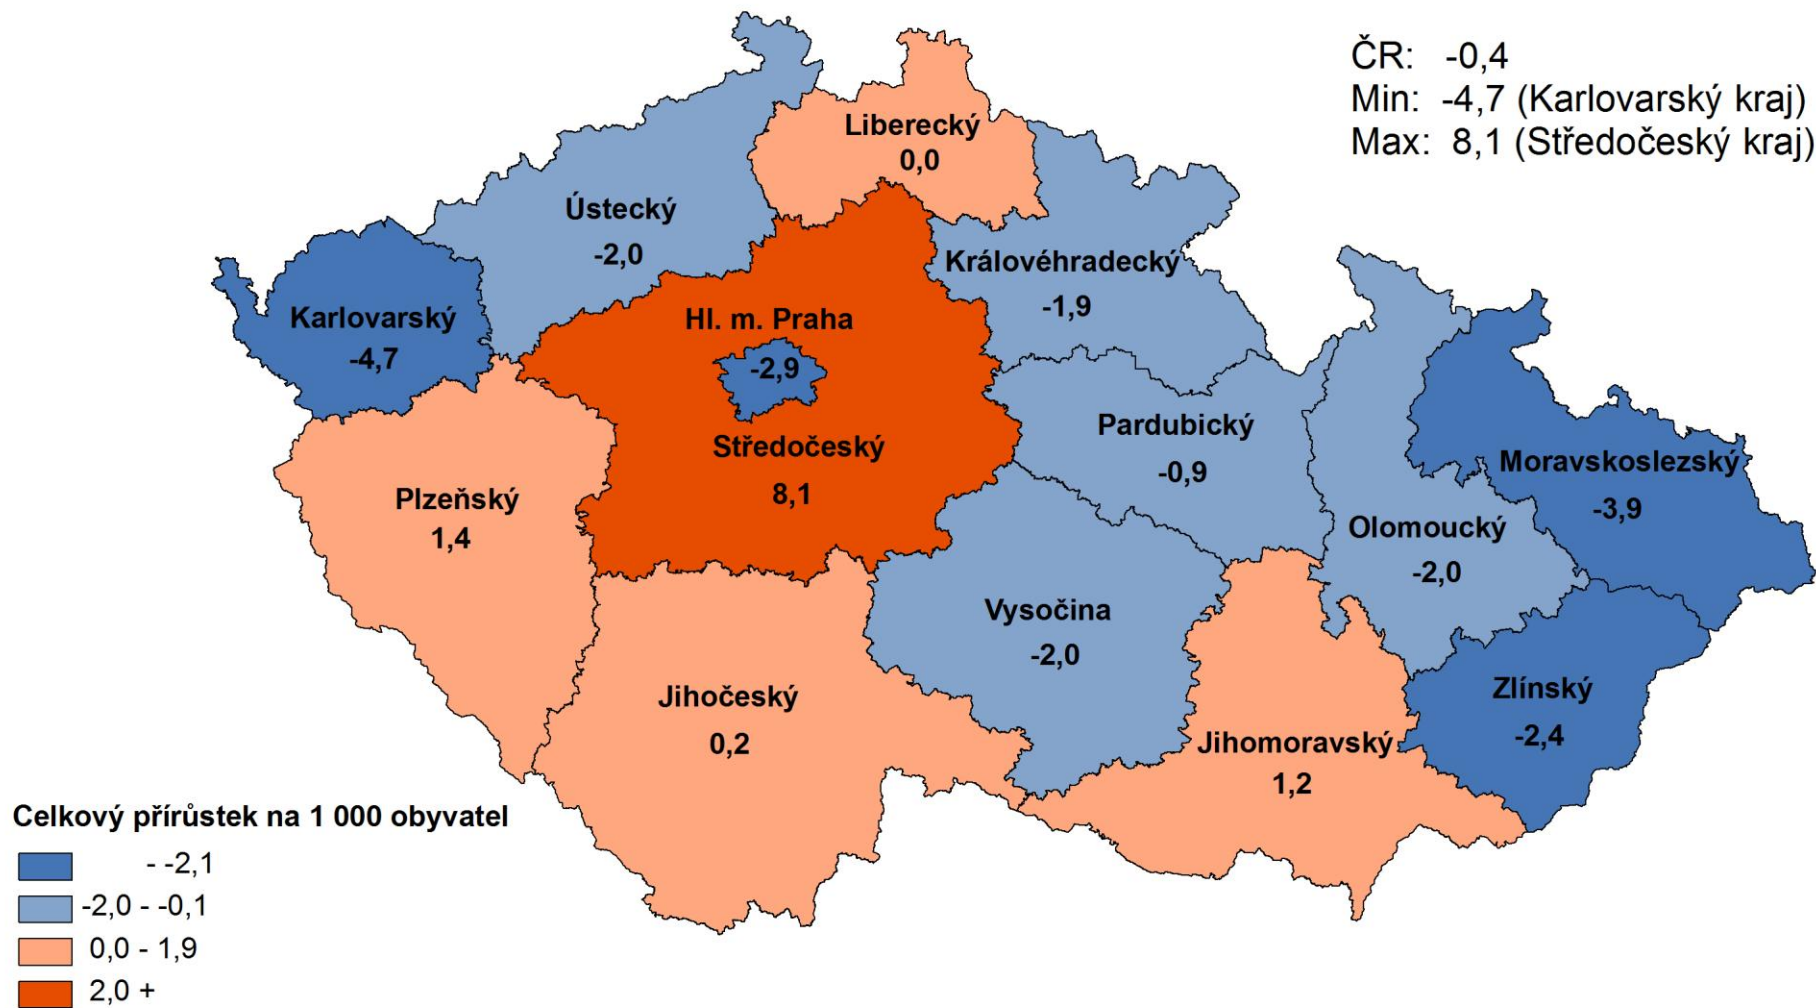 ČR: -0,4
Min: -4,7 (Karlovarský kraj)
Max: 8,1 (Středočeský kraj)
Liberecký
0,0
Ústecký
-2,0
Královéhradecký
-1,9
Karlovarský
-4,7
Hl. m. Praha
-2,9
Středočeský
8,1
Pardubický
-0,9
Moravskoslezský
-3,9
Plzeňský
1,4
Olomoucký
-2,0
Vysočina
-2,0
Zlínský
-2,4
Jihočeský
0,2
Jihomoravský
1,2
Celkový přírůstek na 1 000 obyvatel
- -2,1
-2,0 - -0,1
0,0 - 1,9
2,0 +